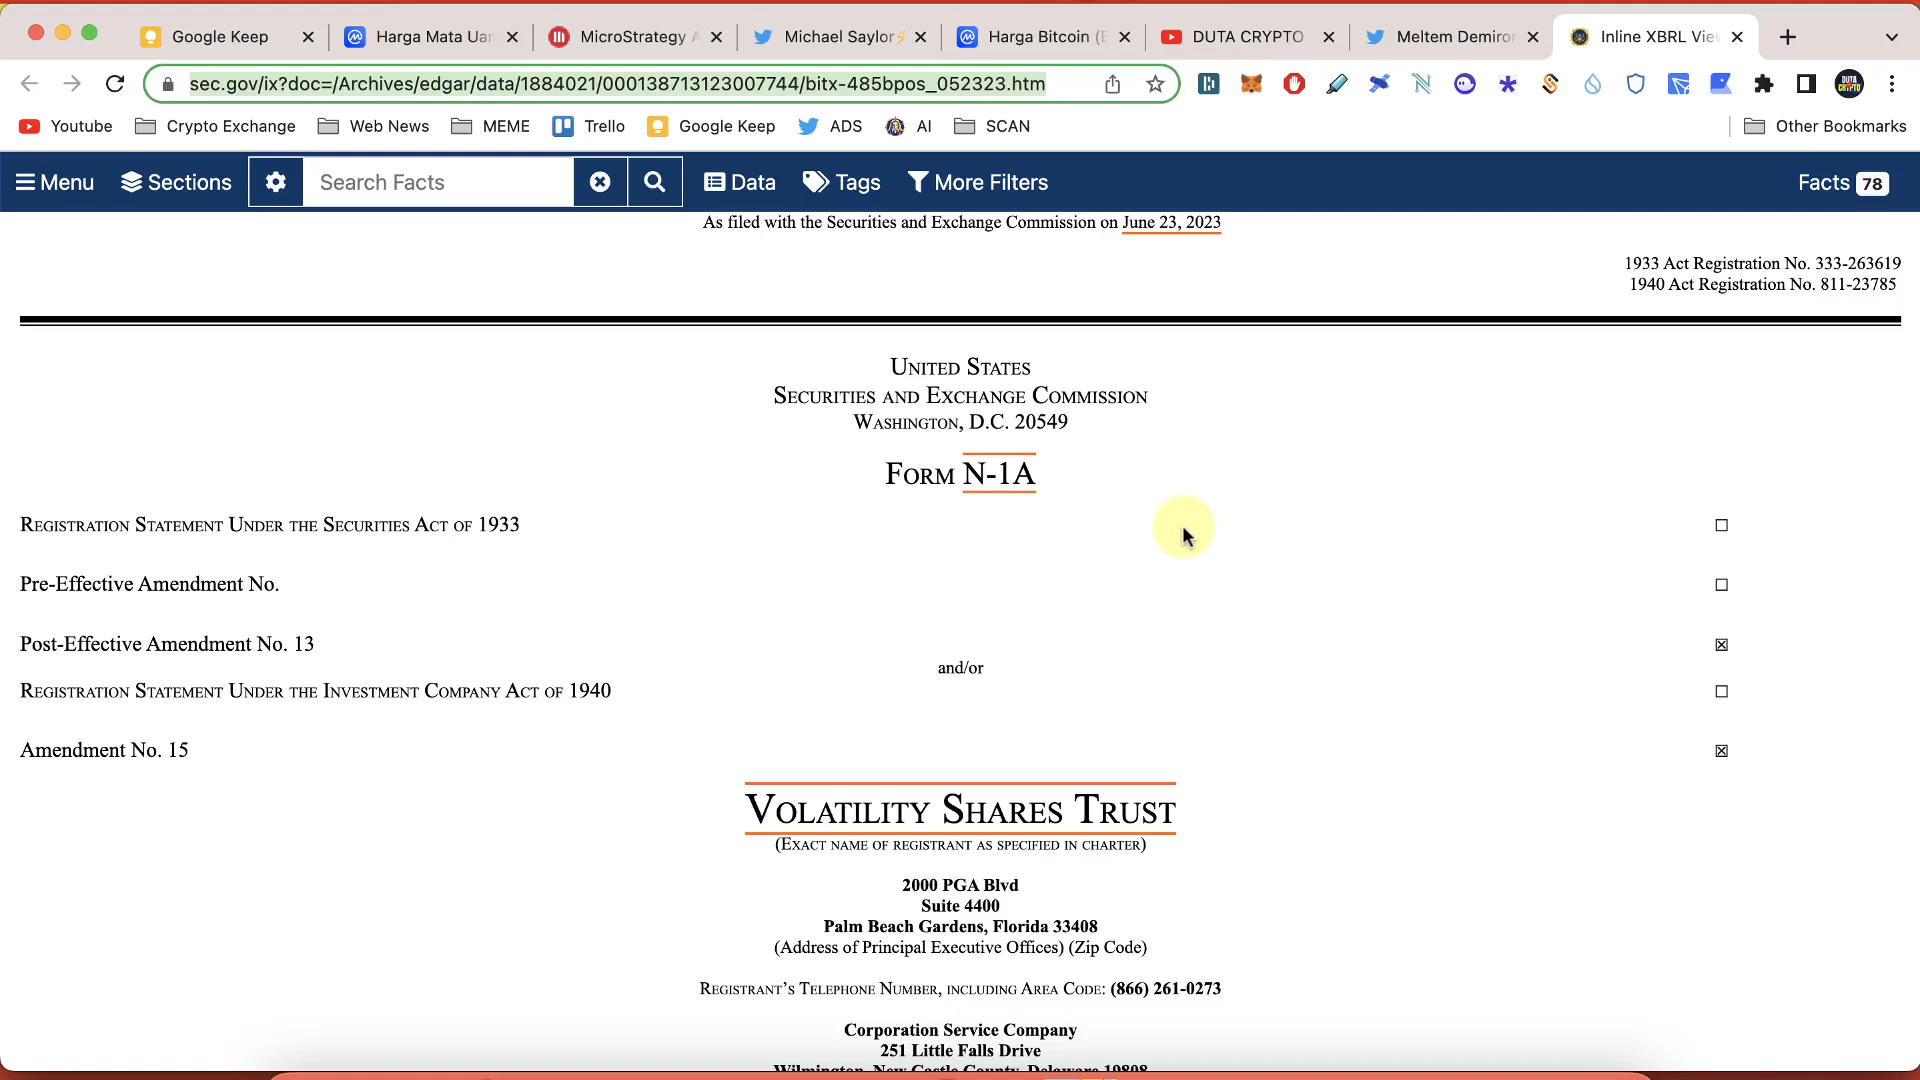 Google Keep
Harga Mata Uan
MicroStrategy A
Michael Saylor⚡
Harga Bitcoin (B
DUTA CRYPTO
Meltem Demiror
Inline XBRL View
sec.gov/ix?doc=/Archives/edgar/data/1884021/000138713123007744/bitx-485bpos_052323.htm
Youtube
Crypto Exchange
Web News
MEME
Trello
Google Keep
ADS
AI
SCAN
Other Bookmarks
Menu
Sections
Search Facts
Data
Tags
More Filters
Facts 78
As filed with the Securities and Exchange Commission on June 23, 2023
1933 Act Registration No. 333-263619
1940 Act Registration No. 811-23785
United States
Securities and Exchange Commission
Washington, D.C. 20549
Form N-1A
Registration Statement Under the Securities Act of 1933 ☐
Pre-Effective Amendment No. ☐
Post-Effective Amendment No. 13 ☒
and/or
Registration Statement Under the Investment Company Act of 1940 ☐
Amendment No. 15 ☒
Volatility Shares Trust
(Exact name of registrant as specified in charter)
2000 PGA Blvd
Suite 4400
Palm Beach Gardens, Florida 33408
(Address of Principal Executive Offices) (Zip Code)
Registrant's Telephone Number, including Area Code: (866) 261-0273
Corporation Service Company
251 Little Falls Drive
Wilmington, New Castle County, Delaware 19808